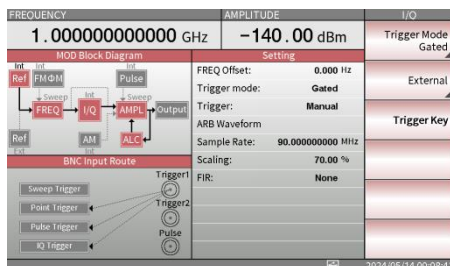 FREQUENCY
AMPLITUDE
I/Q
1.000000000000 GHz
-140.00 dBm
Trigger Mode
Gated
External
Trigger Key
MOD Block Diagram
Setting
Int
Int
Int
Ref
FMΦM
Pulse
Sweep
Int
Sweep
FREQ
I/Q
AMPL
Output
Ref
AM
ALC
Ext
Int
BNC Input Route
Trigger1
Sweep Trigger
Point Trigger
Trigger2
Pulse Trigger
Pulse
IQ Trigger
FREQ Offset: 0.000 Hz
Trigger mode: Gated
Trigger: Manual
ARB Waveform
Sample Rate: 90.000000000 MHz
Scaling: 70.00 %
FIR: None